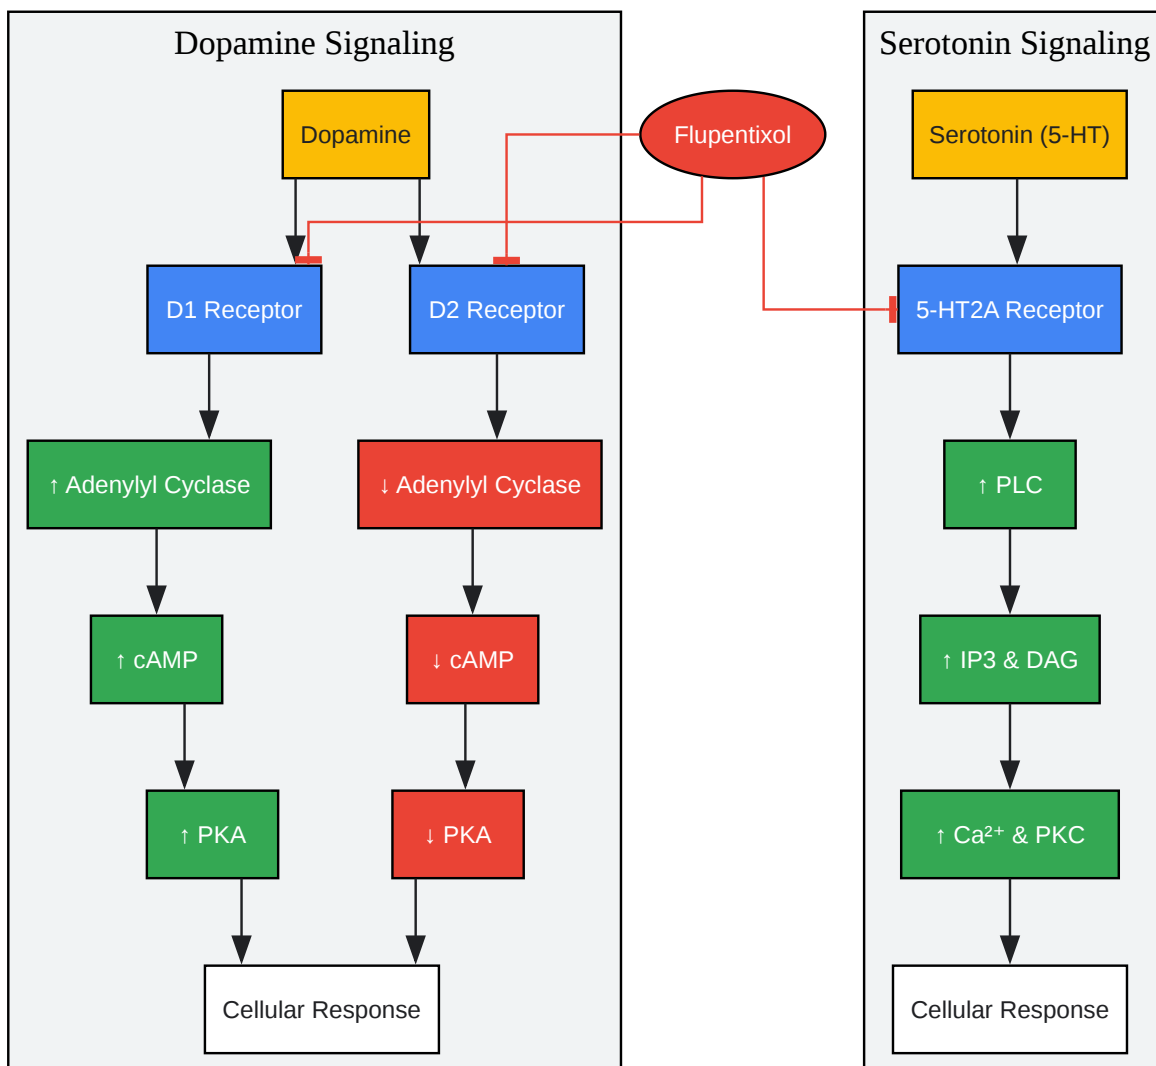 Dopamine Signaling
Serotonin Signaling
Dopamine
Flupentixol
Serotonin (5-HT)
D1 Receptor
D2 Receptor
5-HT2A Receptor
↑ Adenylyl Cyclase
↓ Adenylyl Cyclase
↑ PLC
↑ cAMP
↓ cAMP
↑ IP3 & DAG
↑ PKA
↓ PKA
↑ Ca²⁺ & PKC
Cellular Response
Cellular Response